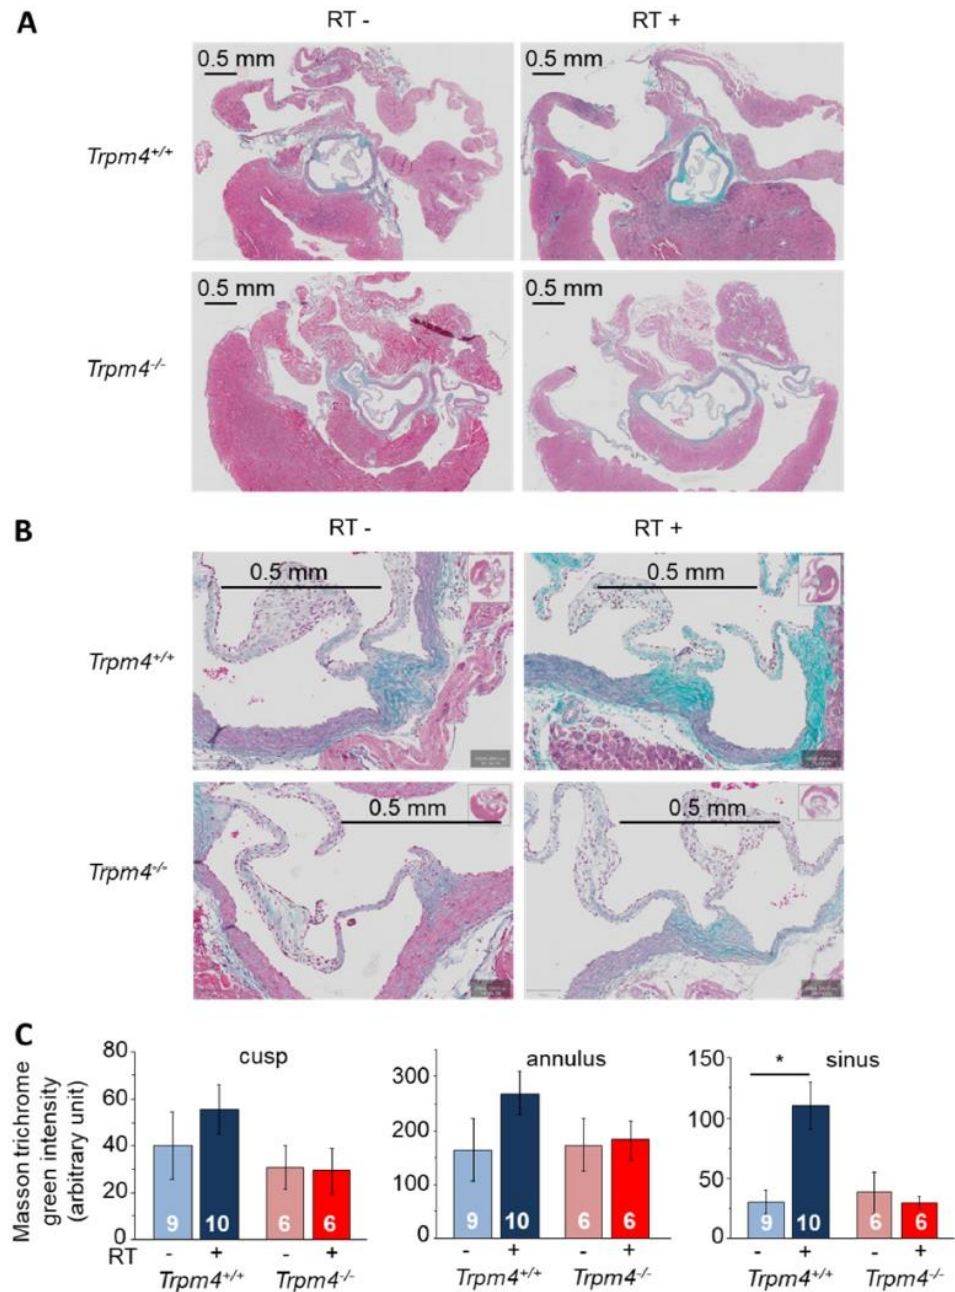 A
RT - RT +
0.5 mm 0.5 mm
Trpm4+/+
0.5 mm 0.5 mm
Trpm4-/-
B
RT - RT +
0.5 mm 0.5 mm
Trpm4+/+
0.5 mm 0.5 mm
Trpm4-/-
C
Masson trichrome
green intensity
(arbitrary unit)
cusp
80
60
40
20
0
9 10 6 6
RT - + - +
Trpm4+/+ Trpm4-/-
annulus
300
200
100
0
9 10 6 6
- + - +
Trpm4+/+ Trpm4-/-
* sinus
150
100
50
0
9 10 6 6
- + - +
Trpm4+/+ Trpm4-/-